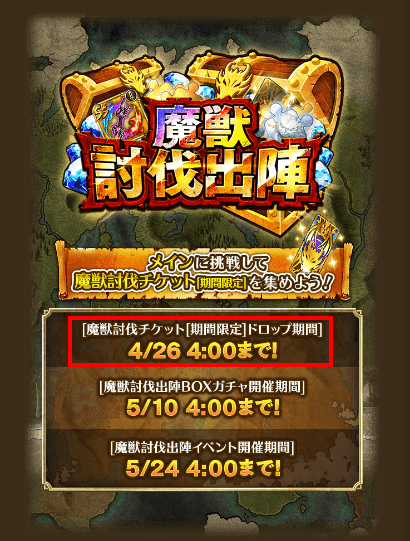 魔獣
討伐出陣
メインに挑戦して
魔獣討伐チケット[期間限定]を集めよう!
[魔獣討伐チケット[期間限定]ドロップ期間]
4/26 4:00まで!
[魔獣討伐出陣BOXガチャ開催期間]
5/10 4:00まで!
[魔獣討伐出陣イベント開催期間]
5/24 4:00まで!